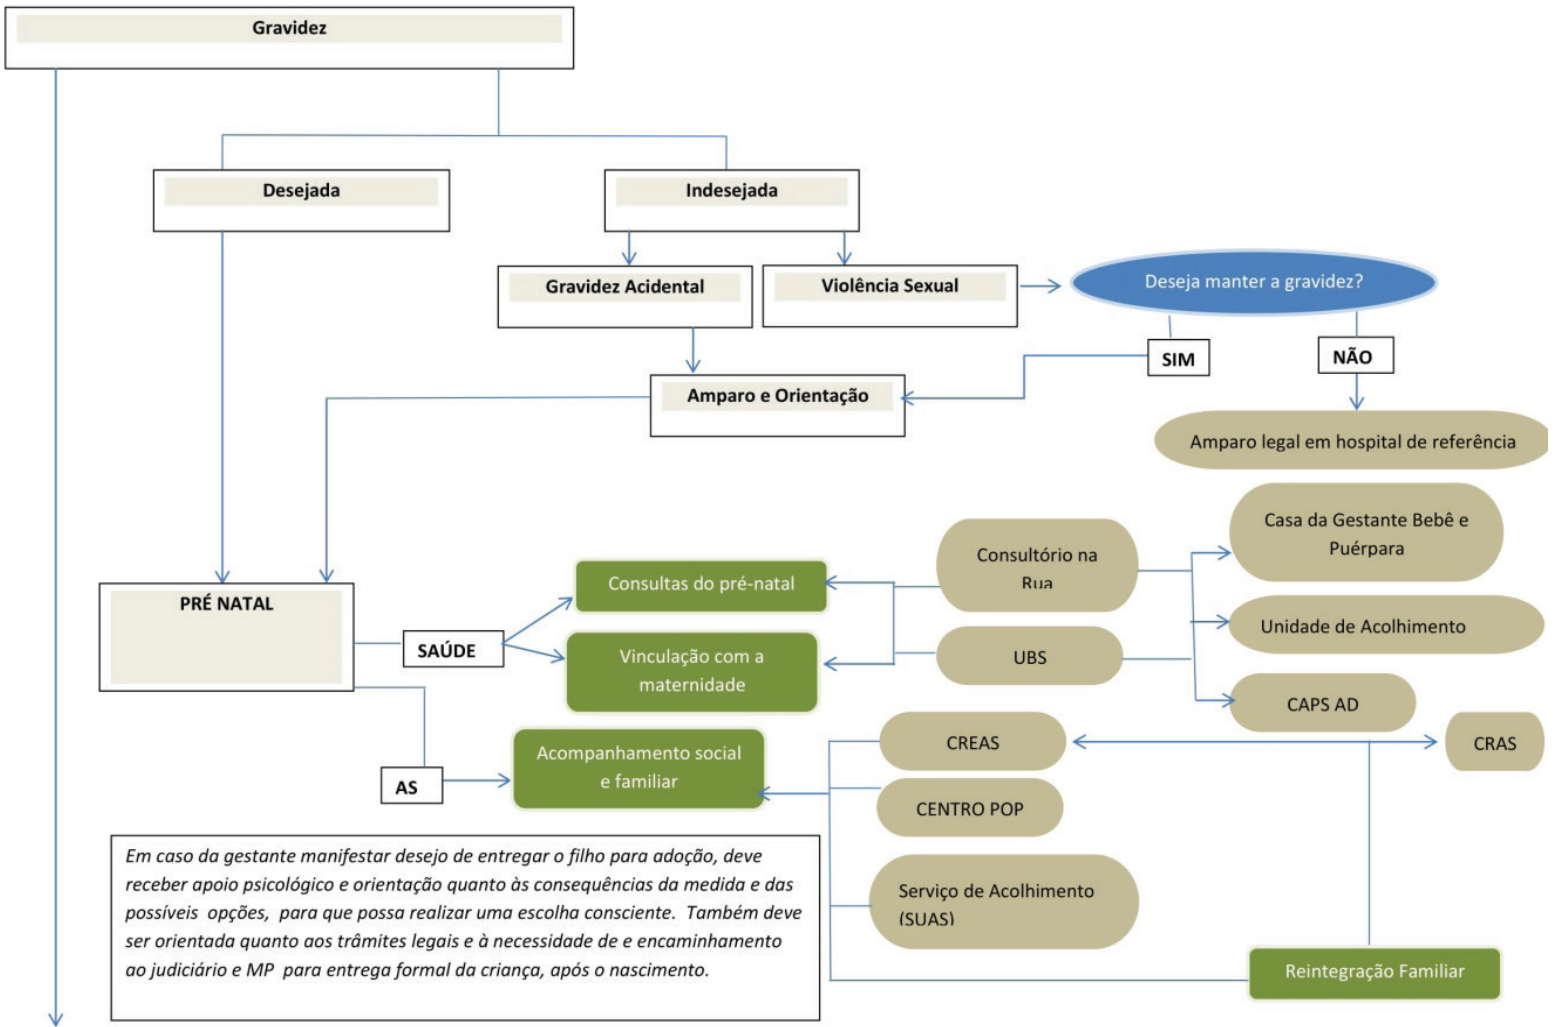 Gravidez
Desejada
Indesejada
Gravidez Acidental
Violência Sexual
Deseja manter a gravidez?
SIM
NÃO
Amparo e Orientação
Amparo legal em hospital de referência
PRÉ NATAL
SAÚDE
Consultas do pré-natal
Vinculação com a
maternidade
Consultório na
Rua
UBS
Casa da Gestante Bebê e
Puérpara
Unidade de Acolhimento
CAPS AD
AS
Acompanhamento social
e familiar
CREAS
CRAS
CENTRO POP
Serviço de Acolhimento
(SUAS)
Reintegração Familiar
Em caso da gestante manifestar desejo de entregar o filho para adoção, deve
receber apoio psicológico e orientação quanto às consequências da medida e das
possíveis opções, para que possa realizar uma escolha consciente. Também deve
ser orientada quanto aos trâmites legais e à necessidade de e encaminhamento
ao judiciário e MP para entrega formal da criança, após o nascimento.